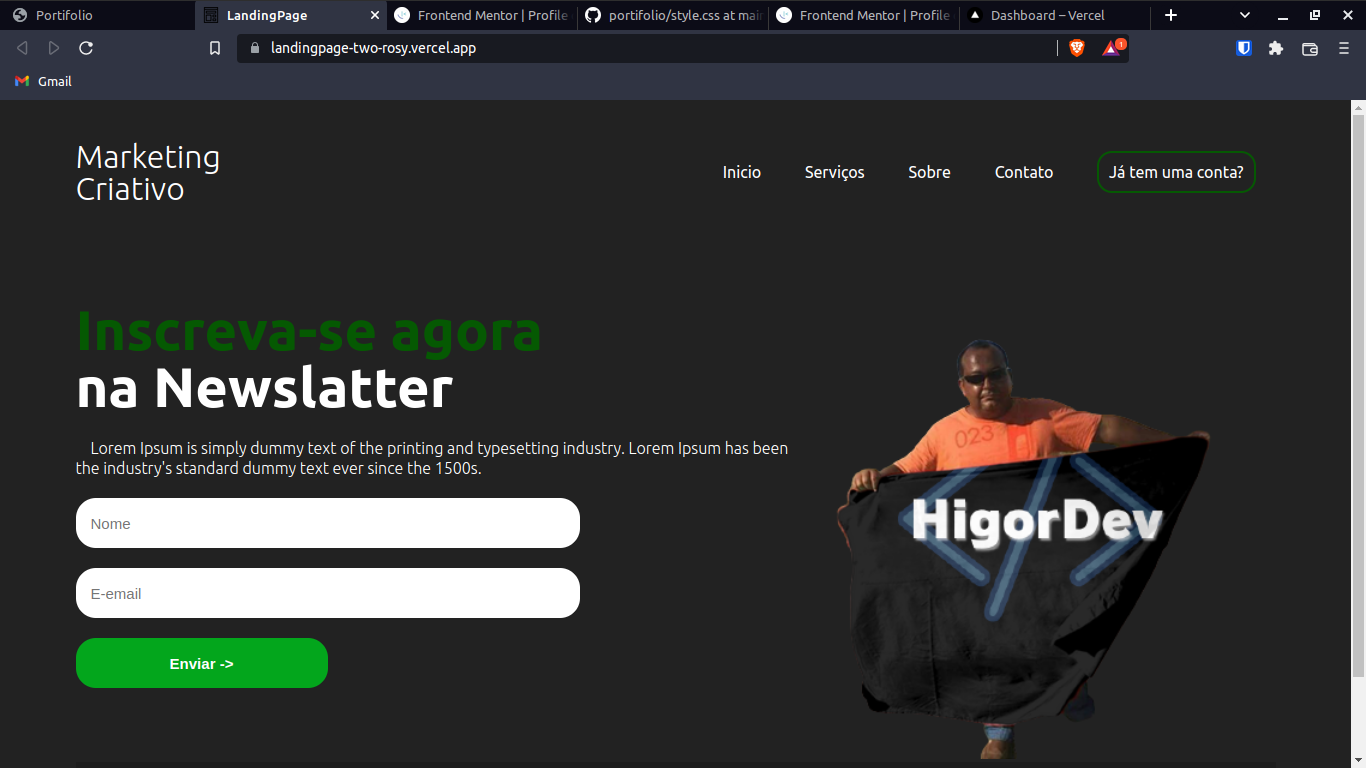 Portifolio
LandingPage
Frontend Mentor | Profile
portifolio/style.css at main
Frontend Mentor | Profile
Dashboard – Vercel
landingpage-two-rosy.vercel.app
1
Gmail
Marketing
Criativo
Inicio
Serviços
Sobre
Contato
Já tem uma conta?
Inscreva-se agora
na Newslatter
Lorem Ipsum is simply dummy text of the printing and typesetting industry. Lorem Ipsum has been
the industry's standard dummy text ever since the 1500s.
Nome
E-email
Enviar ->
023
HigorDev